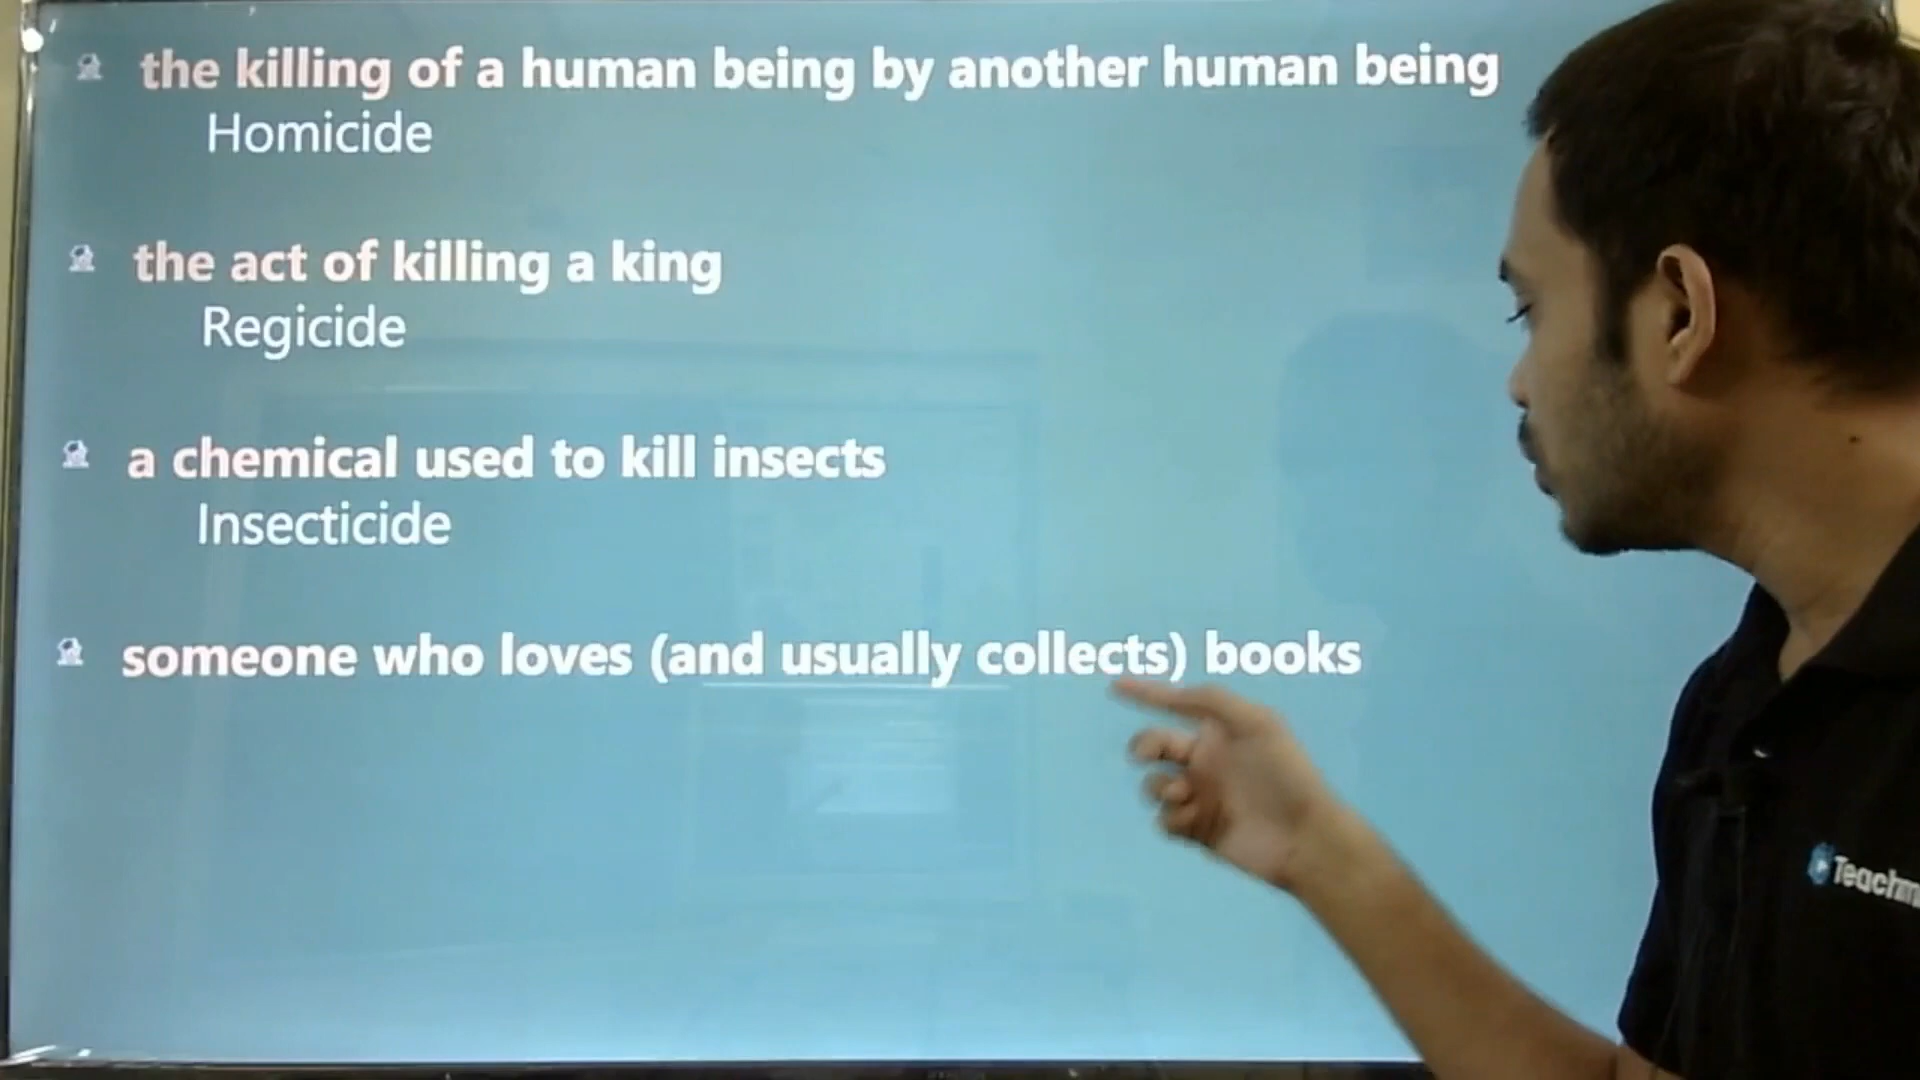 the killing of a human being by another human being
Homicide
the act of killing a king
Regicide
a chemical used to kill insects
Insecticide
someone who loves (and usually collects) books